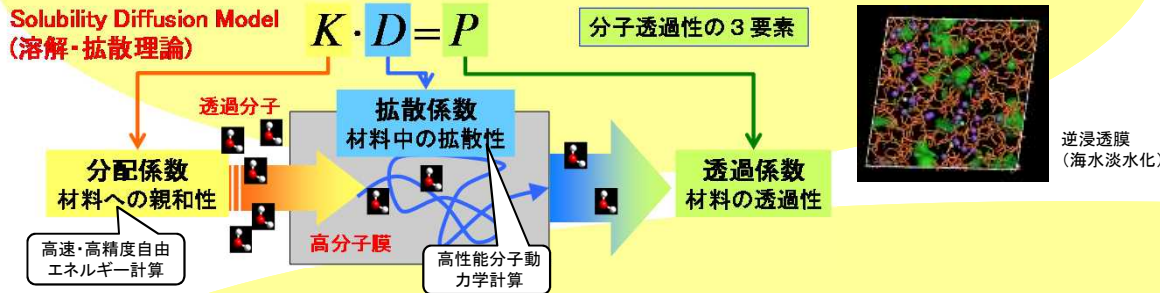 Solubility Diffusion Model
(溶解・拡散理論)
K・D=P
分子透過性の３要素
透過分子
拡散係数
材料中の拡散性
分配係数
材料への親和性
透過係数
材料の透過性
高分子膜
高速・高精度自由
エネルギー計算
高性能分子動
力学計算
逆浸透膜
（海水淡水化）